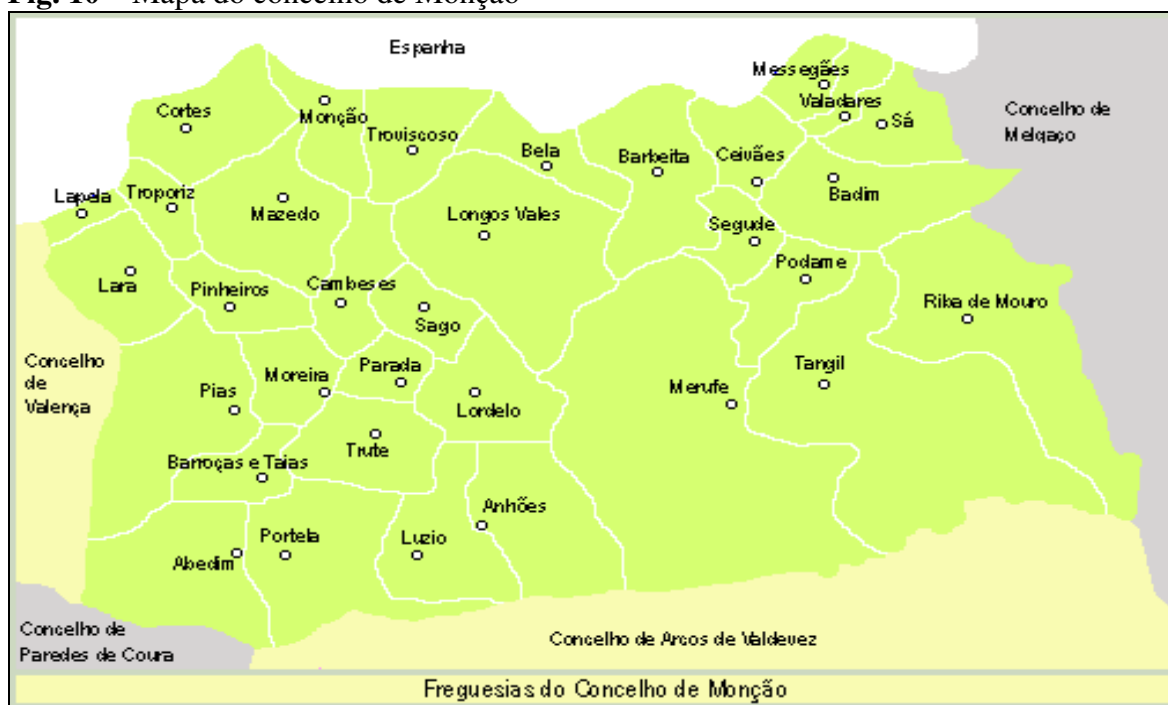 Fig. 10 – Mapa do concelho de Monção
Espanha
Messegães
Cortes
Monção
Valadares
Concelho de
Melgaço
Sá
Troviscoso
Bela
Barbeita
Ceivães
Lapela
Troporiz
Mazedo
Longos Vales
Badim
Segude
Podame
Lara
Pinheiros
Cambeses
Sago
Riba de Mouro
Concelho
de
Valença
Pias
Moreira
Parada
Lordelo
Merufe
Tangil
Trute
Barroças e Taias
Anhões
Abedim
Portela
Luzio
Concelho de
Paredes de Coura
Concelho de Arcos de Valdevez
Freguesias do Concelho de Monção